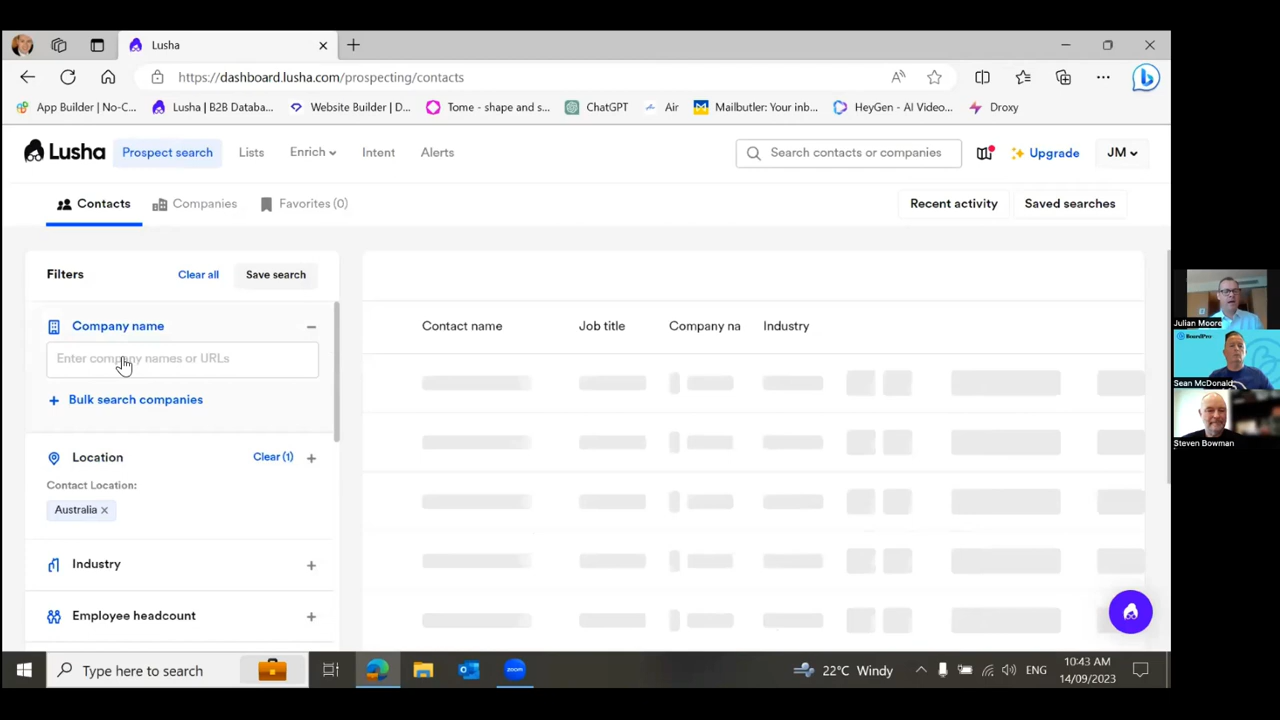 Lusha
https://dashboard.lusha.com/prospecting/contacts
App Builder | No-C...
Lusha | B2B Databa...
Website Builder | D...
Tome - shape and s...
ChatGPT
Air
Mailbutler: Your inb...
HeyGen - AI Video...
Droxy
Lusha
Prospect search
Lists
Enrich
Intent
Alerts
Search contacts or companies
Upgrade
JM
Contacts
Companies
Favorites (0)
Recent activity
Saved searches
Filters
Clear all
Save search
Company name
Enter company names or URLs
+ Bulk search companies
Location
Clear (1)
Contact Location:
Australia
Industry
Employee headcount
Contact name
Job title
Company na
Industry
Julian Moore
BoardPro
Sean McDonald
Steven Bowman
Type here to search
zoom
22°C Windy
ENG
10:43 AM
14/09/2023